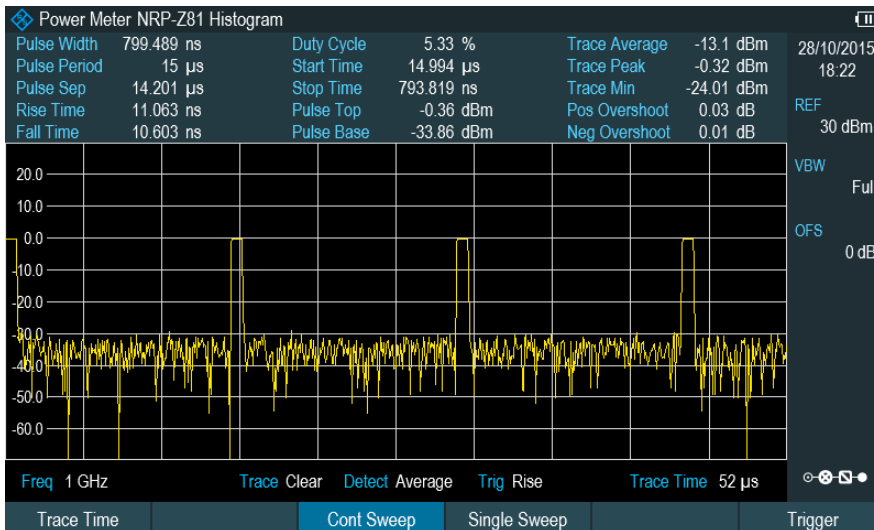 Power Meter NRP-Z81 Histogram
Pulse Width 799.489 ns Duty Cycle 5.33 % Trace Average -13.1 dBm
Pulse Period 15 µs Start Time 14.994 µs Trace Peak -0.32 dBm
Pulse Sep 14.201 µs Stop Time 793.819 ns Trace Min -24.01 dBm
Rise Time 11.063 ns Pulse Top -0.36 dBm Pos Overshoot 0.03 dB
Fall Time 10.603 ns Pulse Base -33.86 dBm Neg Overshoot 0.01 dB
28/10/2015
18:22
REF
30 dBm
VBW
Ful
OFS
0 dB
20.0
10.0
0.0
-10.0
-20.0
-30.0
-40.0
-50.0
-60.0
Freq 1 GHz Trace Clear Detect Average Trig Rise Trace Time 52 µs
Trace Time Cont Sweep Single Sweep Trigger